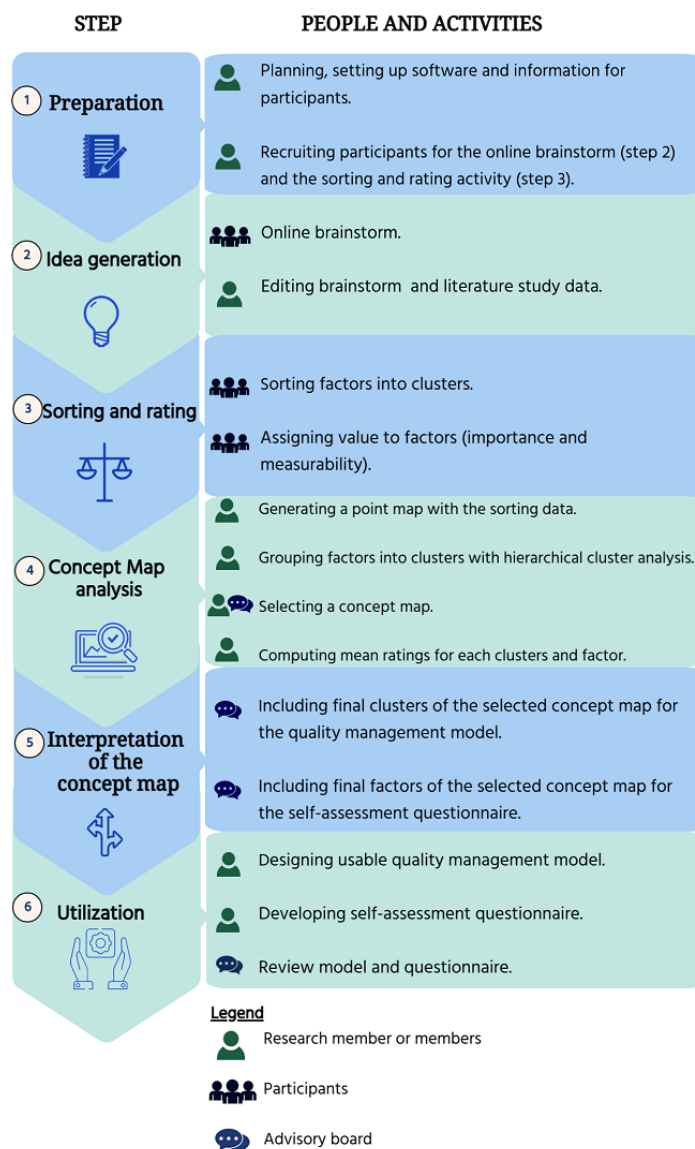 STEP
PEOPLE AND ACTIVITIES
1
Preparation
Planning, setting up software and information for
participants.
Recruiting participants for the online brainstorm (step 2)
and the sorting and rating activity (step 3).
2
Idea generation
Online brainstorm.
Editing brainstorm and literature study data.
3
Sorting and rating
Sorting factors into clusters.
Assigning value to factors (importance and
measurability).
4
Concept Map
analysis
Generating a point map with the sorting data.
Grouping factors into clusters with hierarchical cluster analysis.
Selecting a concept map.
Computing mean ratings for each clusters and factor.
5
Interpretation
of the
concept map
Including final clusters of the selected concept map for
the quality management model.
Including final factors of the selected concept map for
the self-assessment questionnaire.
6
Utilization
Designing usable quality management model.
Developing self-assessment questionnaire.
Review model and questionnaire.
Legend
Research member or members
Participants
Advisory board